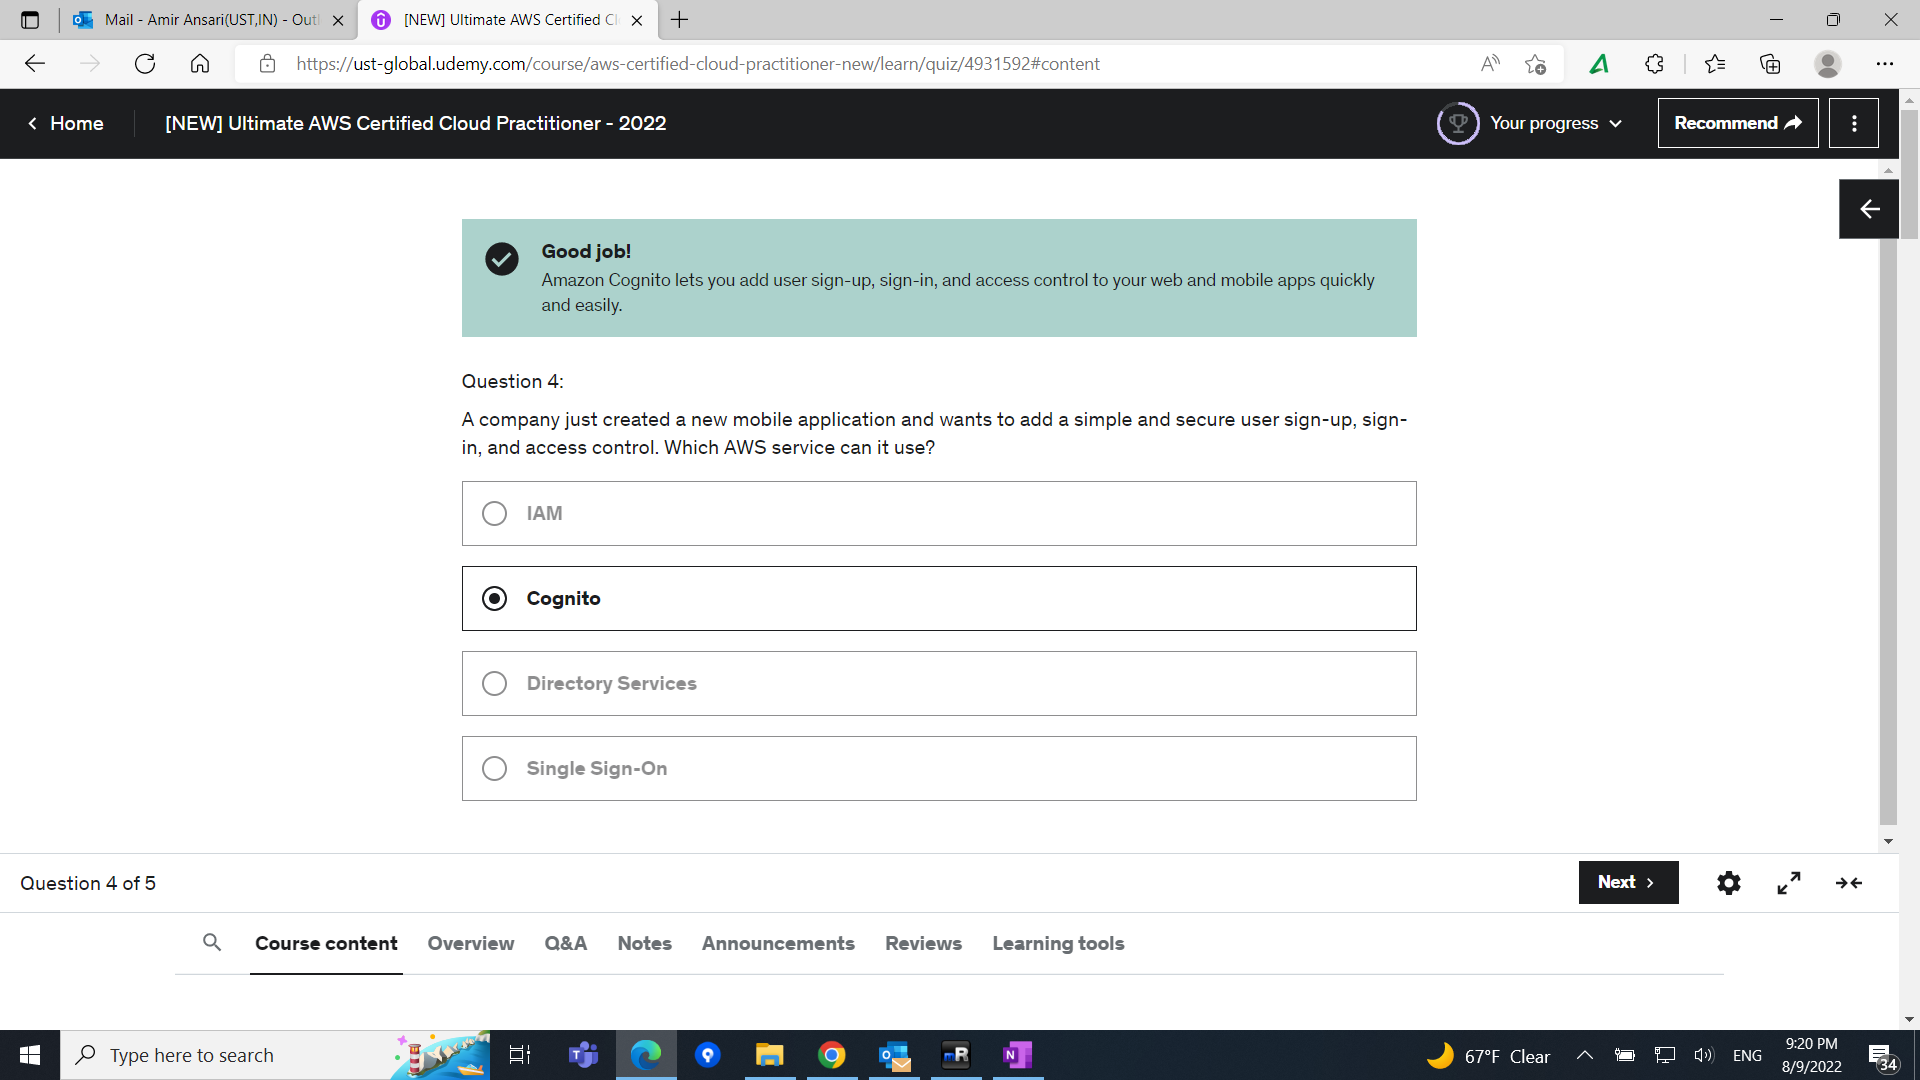 Mail - Amir Ansari(UST,IN) - Outl
[NEW] Ultimate AWS Certified Cl
https://ust-global.udemy.com/course/aws-certified-cloud-practitioner-new/learn/quiz/4931592#content
Home
[NEW] Ultimate AWS Certified Cloud Practitioner - 2022
Your progress
Recommend
Good job!
Amazon Cognito lets you add user sign-up, sign-in, and access control to your web and mobile apps quickly
and easily.
Question 4:
A company just created a new mobile application and wants to add a simple and secure user sign-up, sign-
in, and access control. Which AWS service can it use?
IAM
Cognito
Directory Services
Single Sign-On
Question 4 of 5
Next
Course content
Overview
Q&A
Notes
Announcements
Reviews
Learning tools
Type here to search
67°F Clear
ENG
9:20 PM
8/9/2022
34